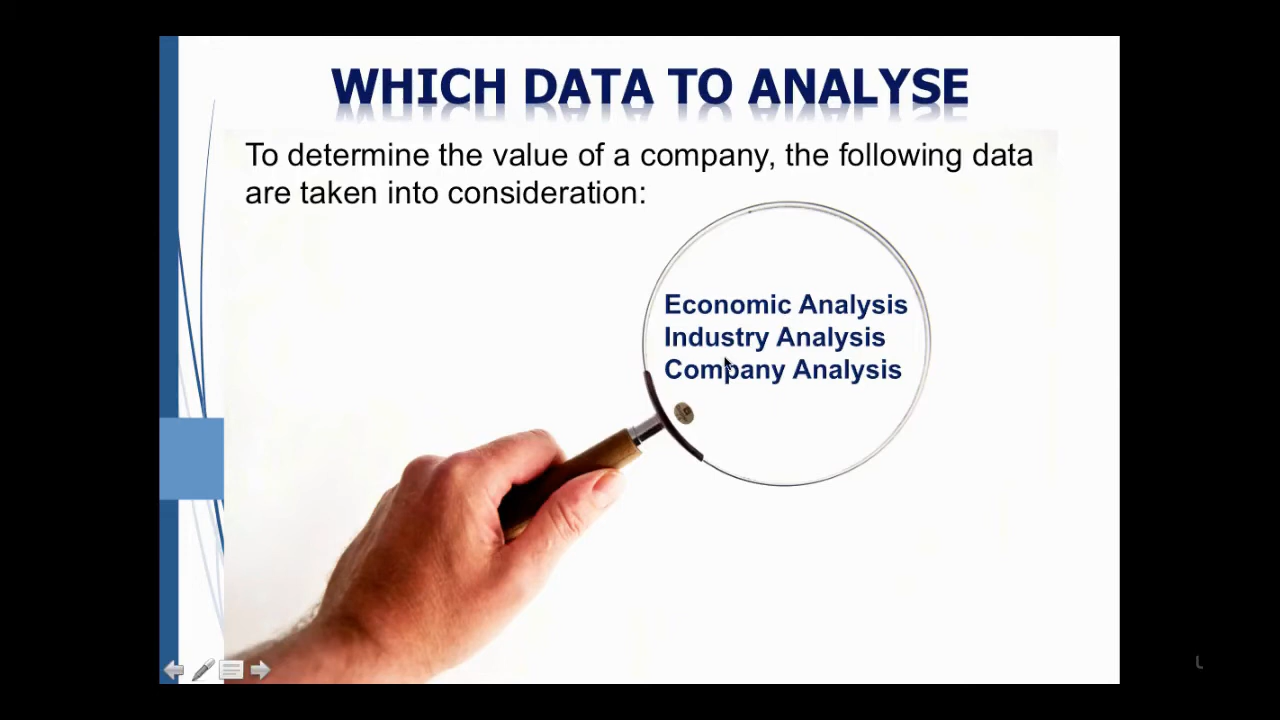 WHICH DATA TO ANALYSE
To determine the value of a company, the following data
are taken into consideration:
Economic Analysis
Industry Analysis
Company Analysis